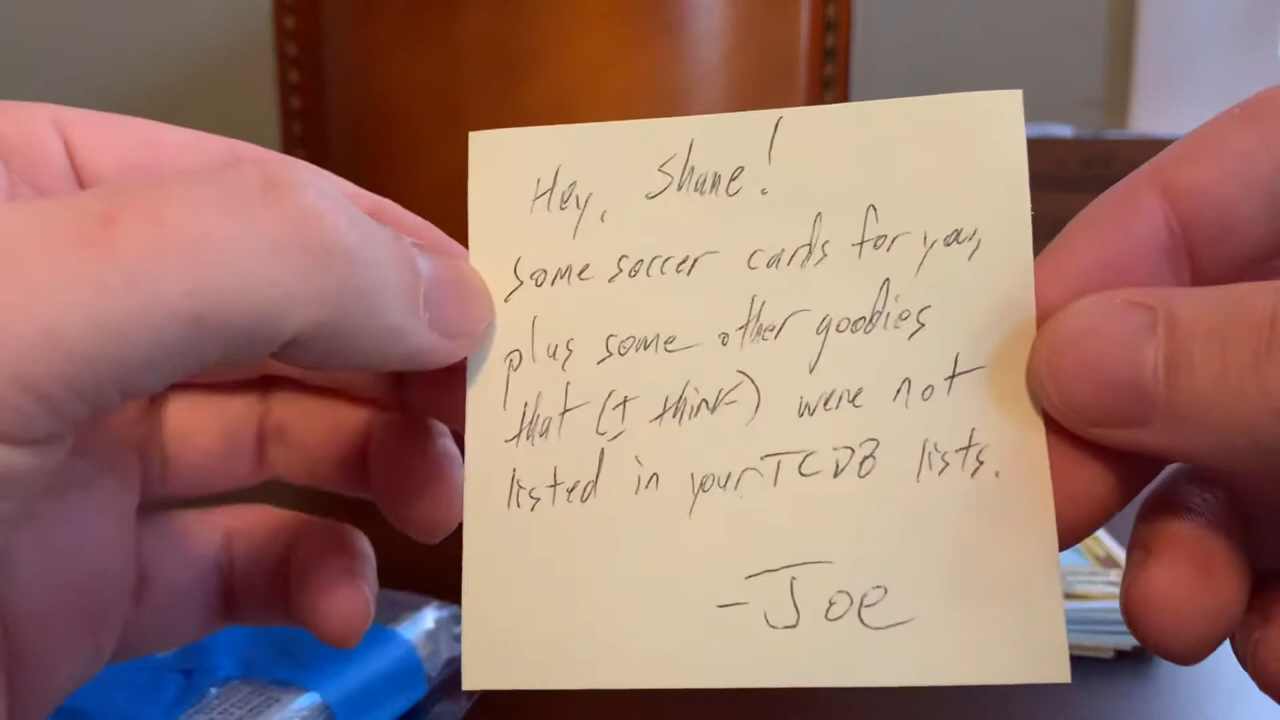 Hey, Shane!
some soccer cards for you,
plus some other goodies
that (I think) were not
listed in your TCDB lists.
-Joe